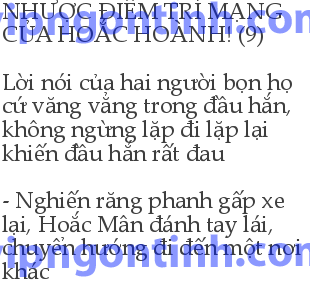 NHƯỢC ĐIỂM TRÍ MẠNG
CỦA HOẮC HOÀNH! (9)
Lời nói của hai người bọn họ
cứ văng vẳng trong đầu hắn,
không ngừng lặp đi lặp lại
khiến đầu hắn rất đau
- Nghiến răng phanh gấp xe
lại, Hoắc Mân đánh tay lái,
chuyển hướng đi đến một nơi
khác